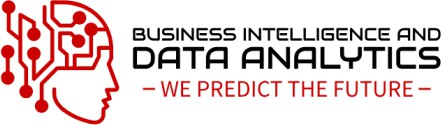 BUSINESS INTELLIGENCE AND
DATA ANALYTICS
– WE PREDICT THE FUTURE –